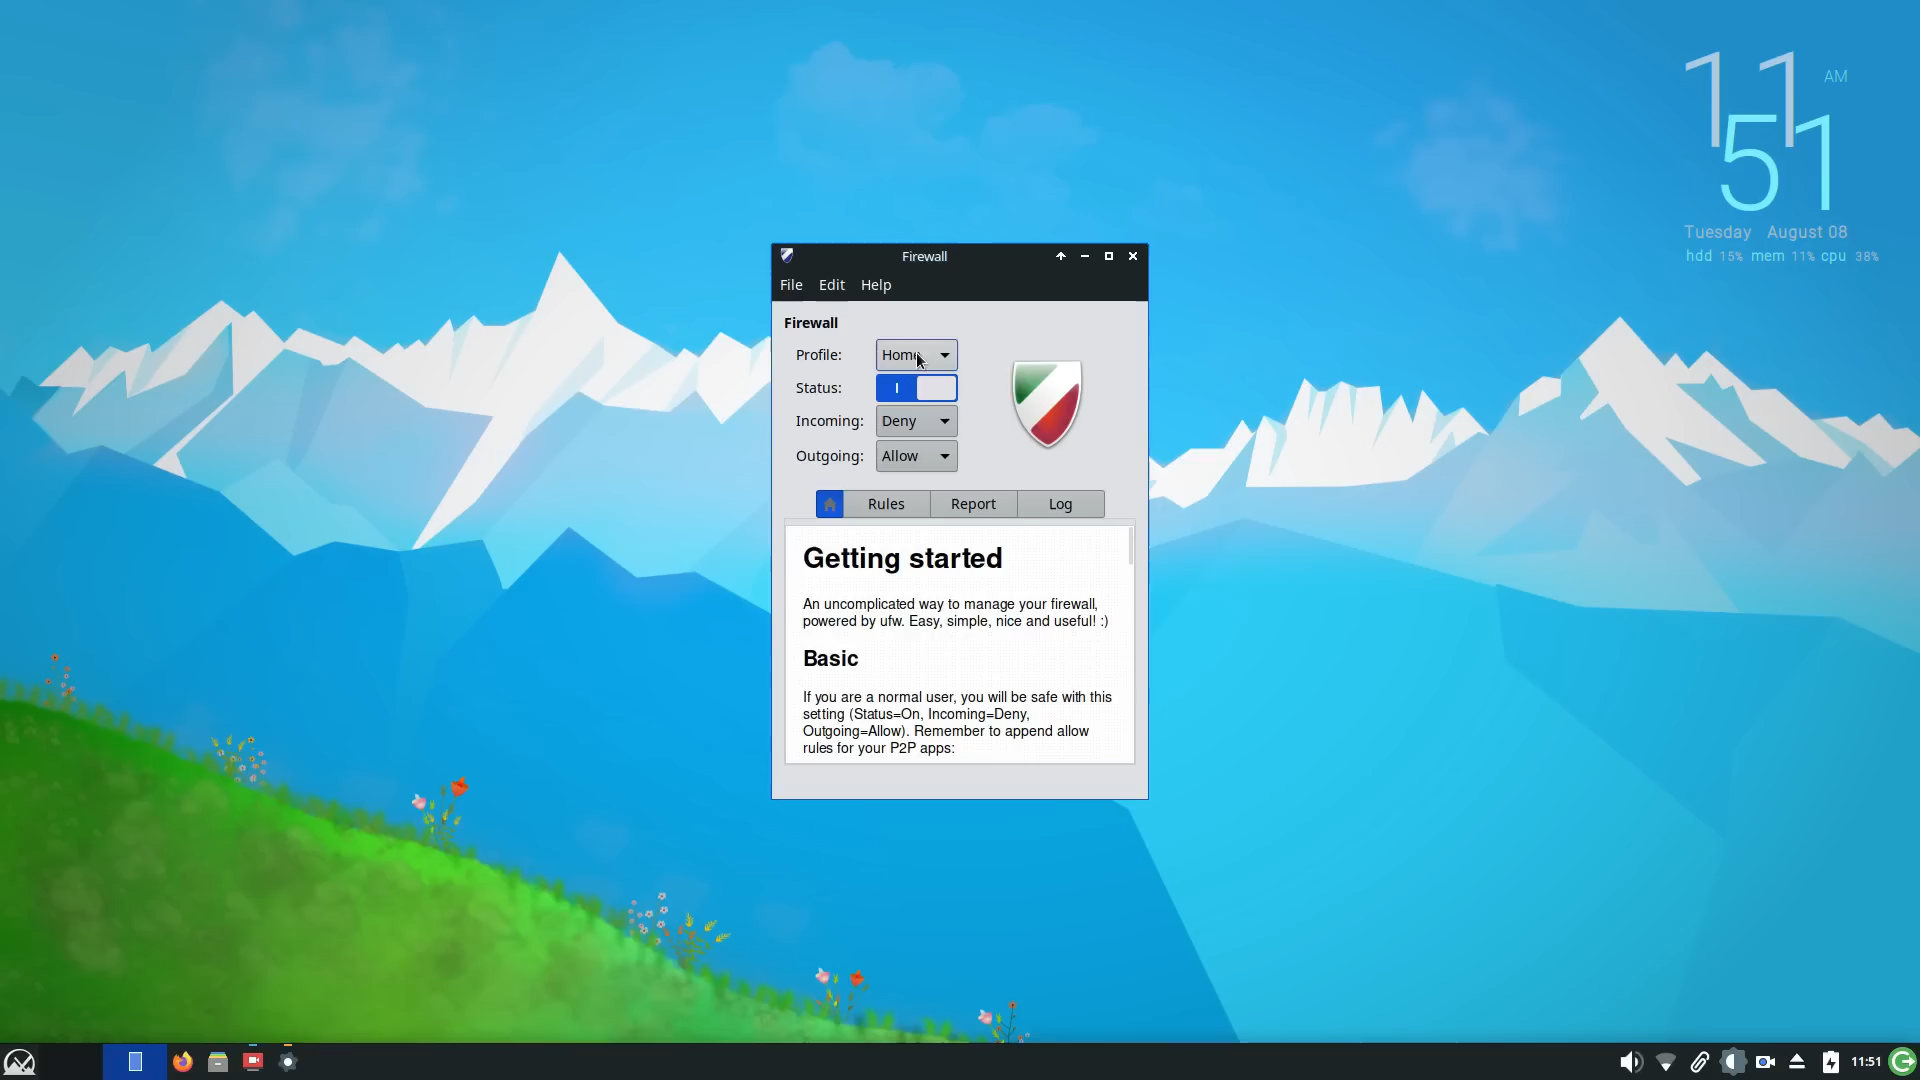 11 AM
51
Tuesday August 08
hdd 15% mem 11% cpu 38%
Firewall
File Edit Help
Firewall
Profile: Home
Status:
Incoming: Deny
Outgoing: Allow
Rules Report Log
Getting started
An uncomplicated way to manage your firewall,
powered by ufw. Easy, simple, nice and useful! :)
Basic
If you are a normal user, you will be safe with this
setting (Status=On, Incoming=Deny,
Outgoing=Allow). Remember to append allow
rules for your P2P apps:
11:51